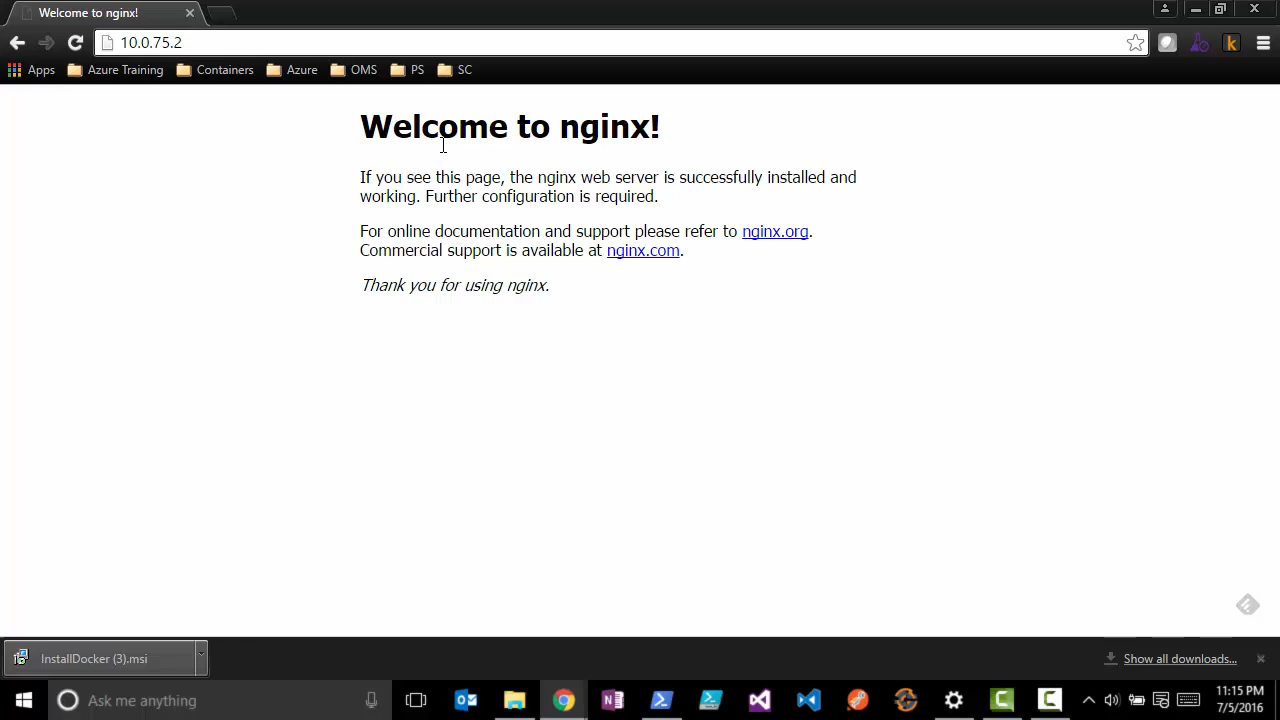 Welcome to nginx!
10.0.75.2
Apps Azure Training Containers Azure OMS PS SC
Welcome to nginx!
If you see this page, the nginx web server is successfully installed and
working. Further configuration is required.
For online documentation and support please refer to nginx.org.
Commercial support is available at nginx.com.
Thank you for using nginx.
InstallDocker (3).msi
Show all downloads...
Ask me anything
11:15 PM
7/5/2016